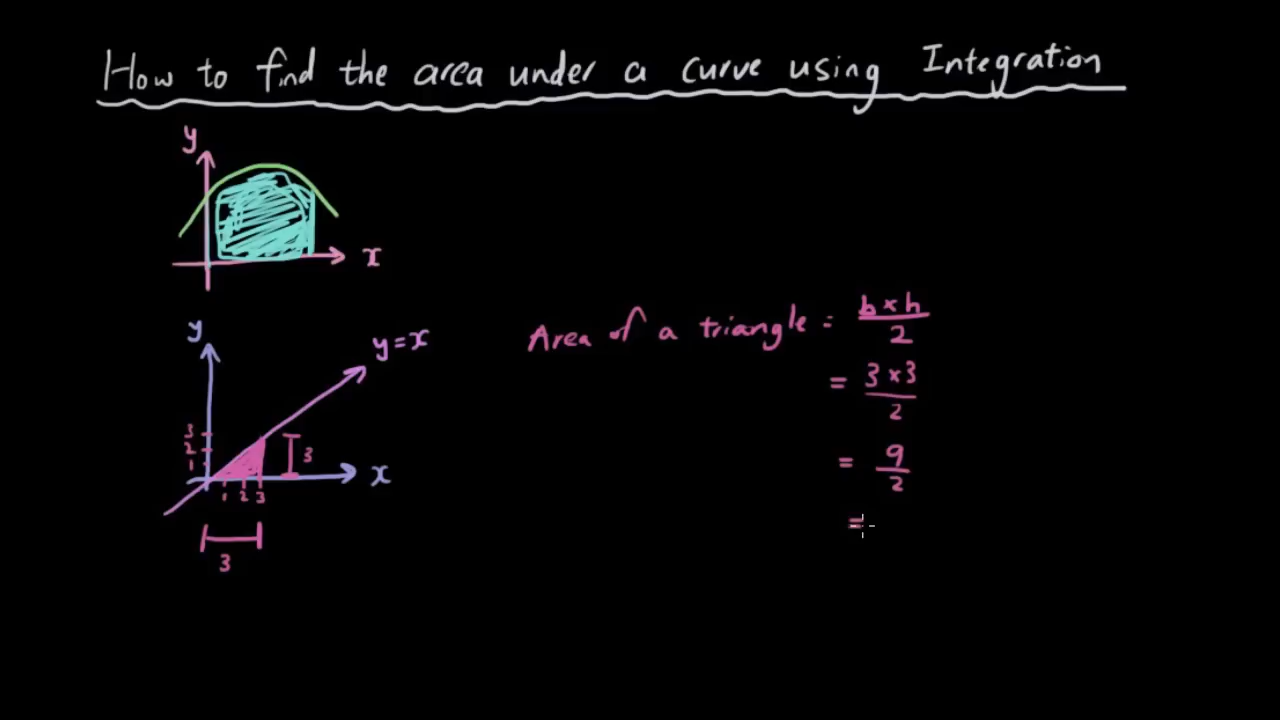 How to find the area under a curve using Integration
y
x
y
y=x
3
2
1
3
x
1 2 3
3
Area of a triangle = b×h
2
= 3×3
2
= 9
2
=